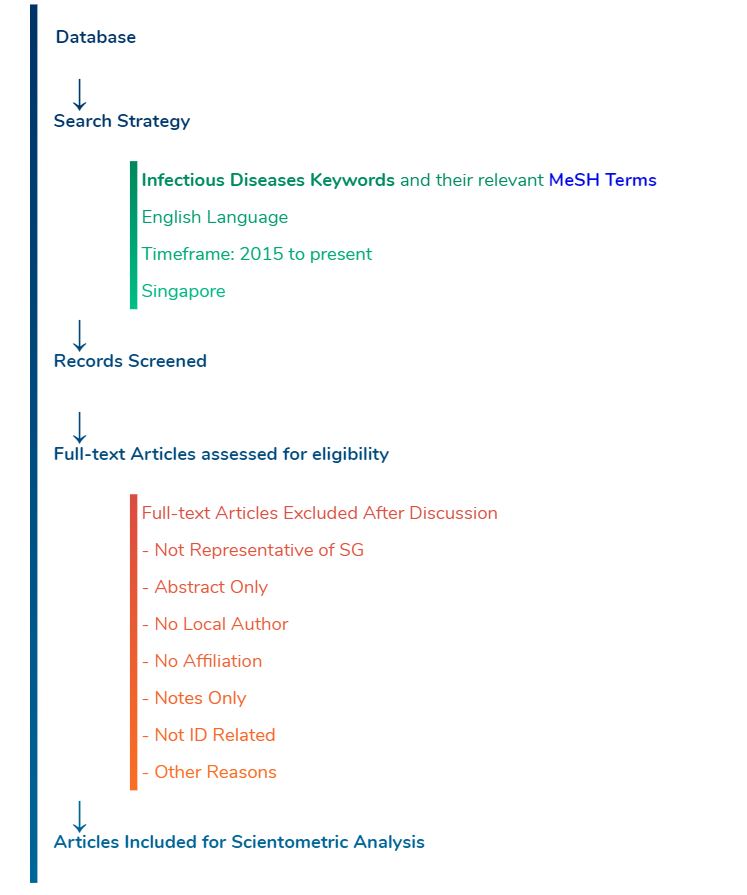 Database
Search Strategy
Infectious Diseases Keywords and their relevant MeSH Terms
English Language
Timeframe: 2015 to present
Singapore
Records Screened
Full-text Articles assessed for eligibility
Full-text Articles Excluded After Discussion
- Not Representative of SG
- Abstract Only
- No Local Author
- No Affiliation
- Notes Only
- Not ID Related
- Other Reasons
Articles Included for Scientometric Analysis